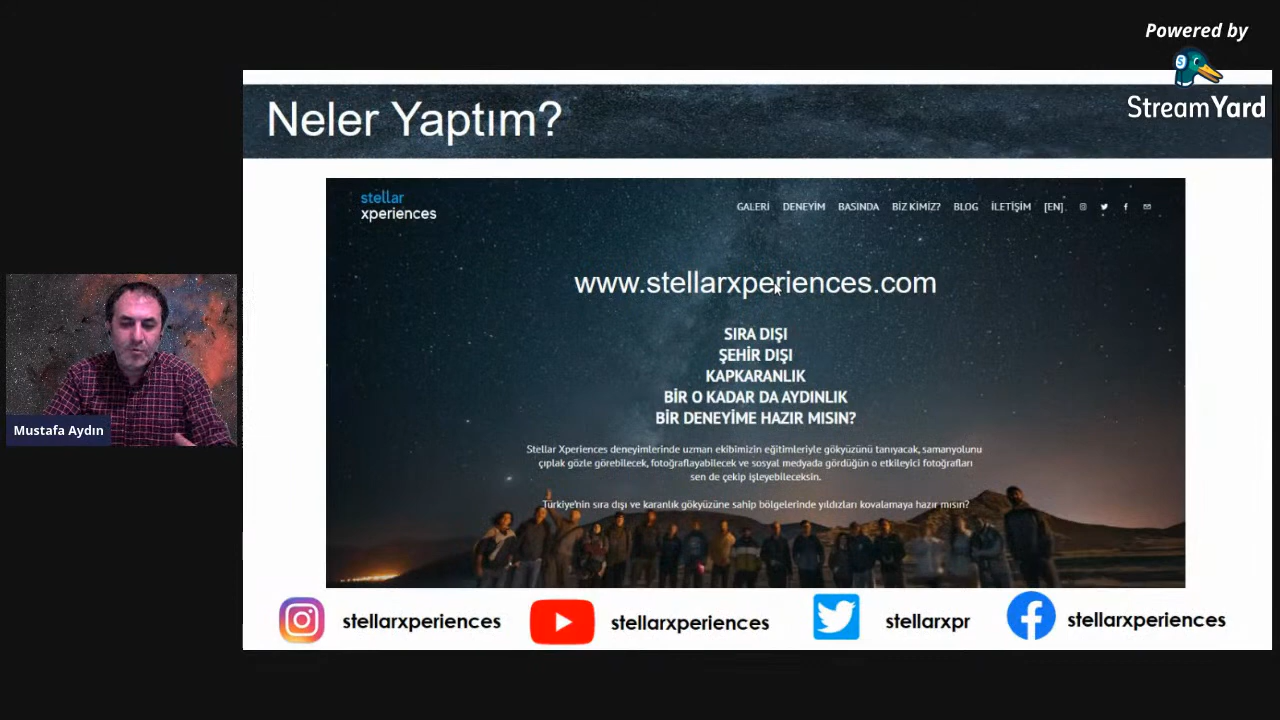 Powered by
StreamYard
Neler Yaptım?
stellar
xperiences
GALERİ DENEYİM BASINDA BİZ KİMİZ? BLOG İLETİŞİM [EN]
www.stellarxperiences.com
SIRA DIŞI
ŞEHİR DIŞI
KAPKARANLIK
BİR O KADAR DA AYDINLIK
BİR DENEYİME HAZIR MISIN?
Stellar Xperiences deneyimlerinde uzman ekibimizin eğitimleriyle gökyüzünü tanıyacak, samanyolunu
çıplak gözle görebilecek, fotoğraflayabilecek ve sosyal medyada gördüğün o etkileyici fotoğrafları
sen de çekip işleyebileceksin.
Türkiye'nin sıra dışı ve karanlık gökyüzüne sahip bölgelerinde yıldızları kovalamaya hazır mısın?
Mustafa Aydın
stellarxperiences
stellarxperiences
stellarxpr
stellarxperiences